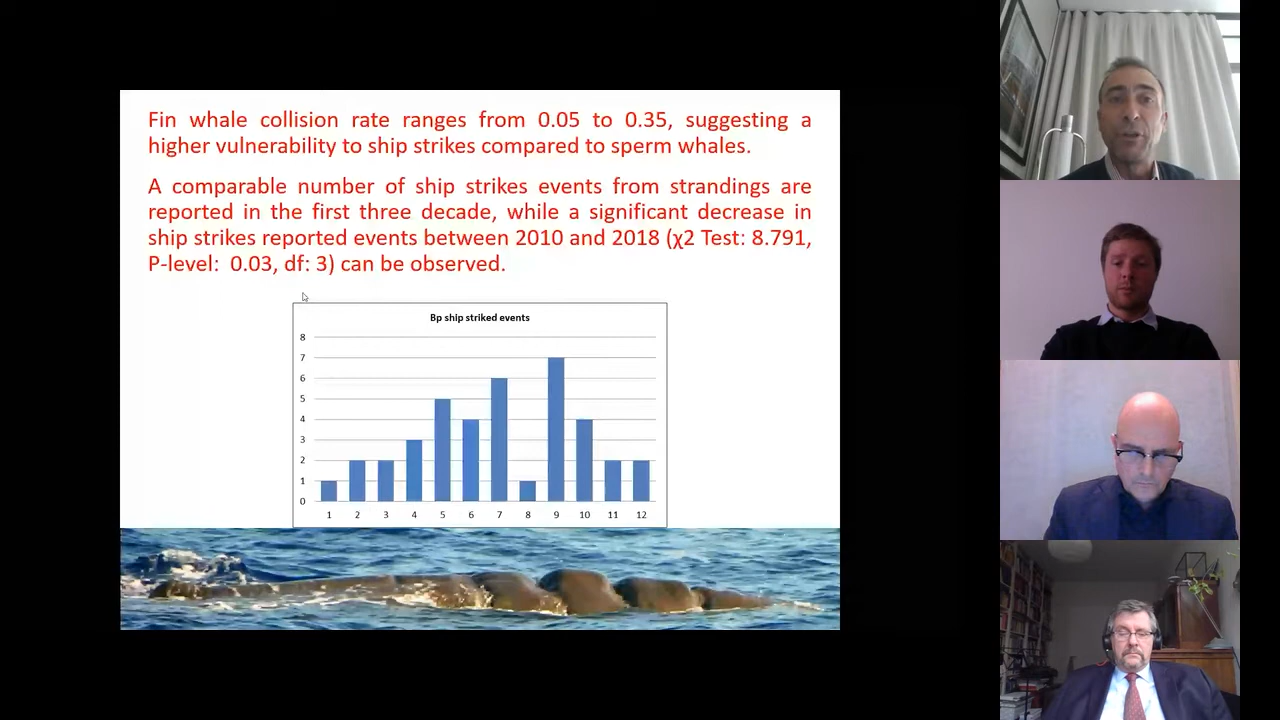 Fin whale collision rate ranges from 0.05 to 0.35, suggesting a
higher vulnerability to ship strikes compared to sperm whales.
A comparable number of ship strikes events from strandings are
reported in the first three decade, while a significant decrease in
ship strikes reported events between 2010 and 2018 (χ2 Test: 8.791,
P-level: 0.03, df: 3) can be observed.
Bp ship striked events
8
7
6
5
4
3
2
1
0
1 2 3 4 5 6 7 8 9 10 11 12